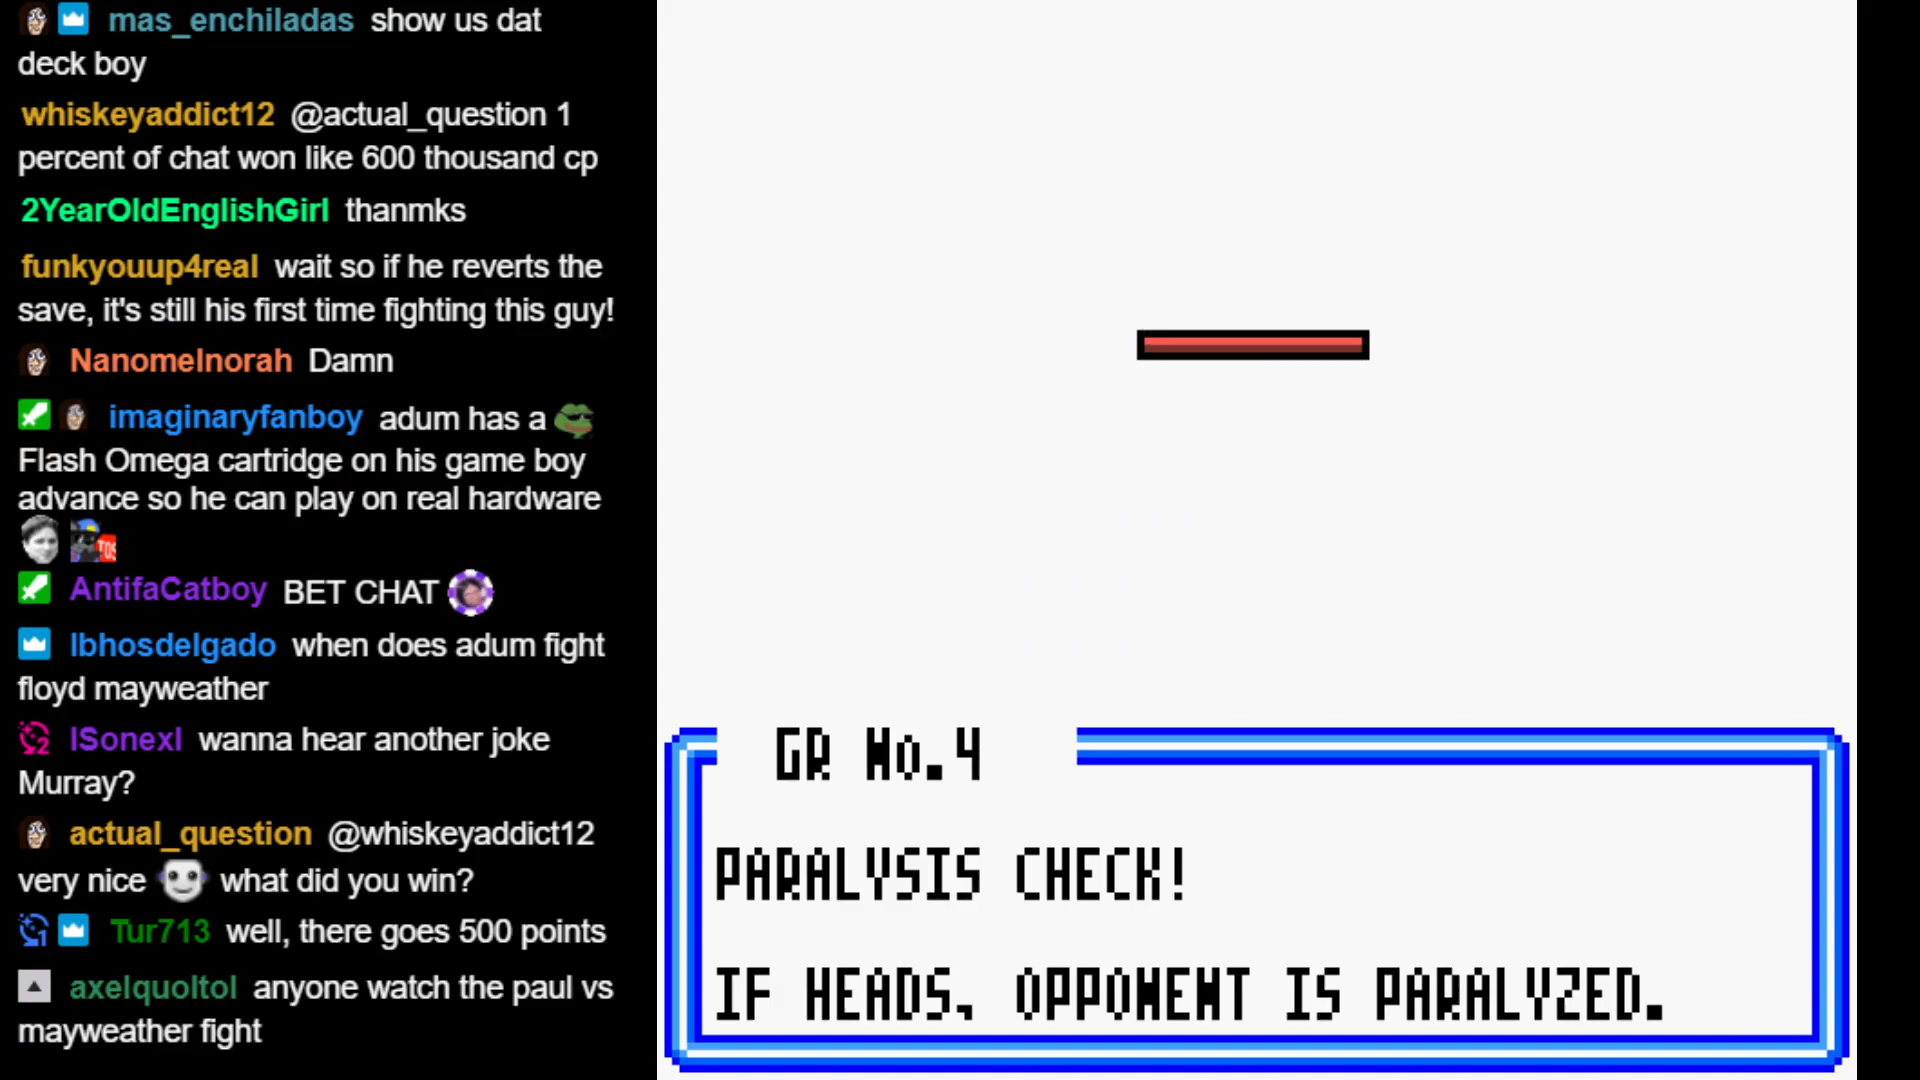 mas_enchiladas show us dat
deck boy
whiskeyaddict12 @actual_question 1
percent of chat won like 600 thousand cp
2YearOldEnglishGirl thanmks
funkyouup4real wait so if he reverts the
save, it's still his first time fighting this guy!
NanomeInorah Damn
imaginaryfanboy adum has a
Flash Omega cartridge on his game boy
advance so he can play on real hardware
TOS
AntifaCatboy BET CHAT
lbhosdelgado when does adum fight
floyd mayweather
ISonexI wanna hear another joke
Murray?
actual_question @whiskeyaddict12
very nice what did you win?
Tur713 well, there goes 500 points
axelquoltol anyone watch the paul vs
mayweather fight
GR No.4
PARALYSIS CHECK!
IF HEADS, OPPONENT IS PARALYZED.